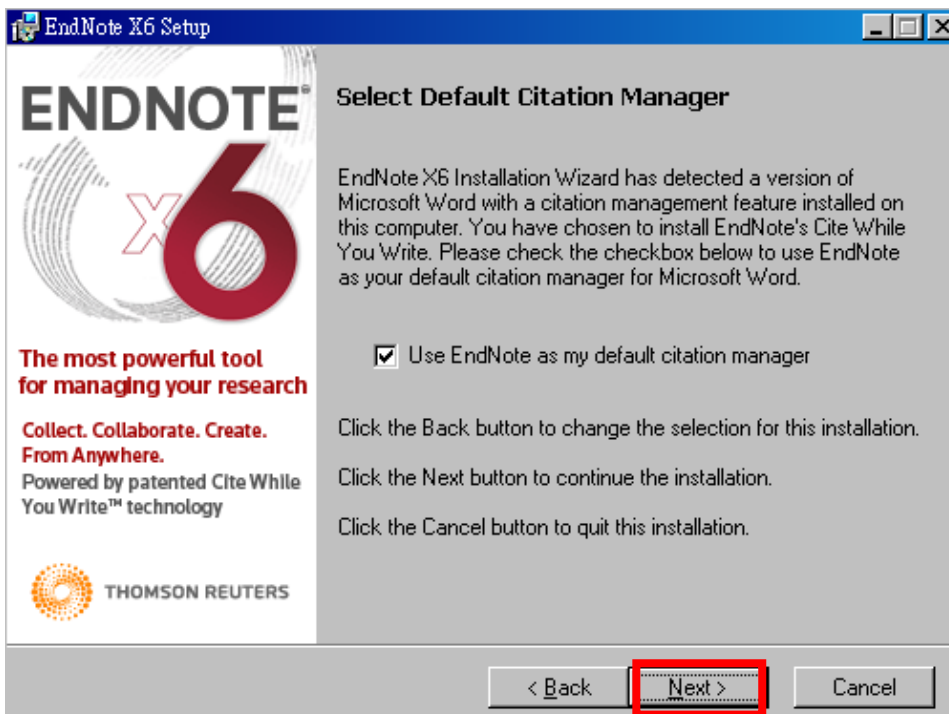 EndNote X6 Setup
ENDNOTE®
x6
The most powerful tool
for managing your research
Collect. Collaborate. Create.
From Anywhere.
Powered by patented Cite While
You Write™ technology
THOMSON REUTERS
Select Default Citation Manager
EndNote X6 Installation Wizard has detected a version of
Microsoft Word with a citation management feature installed on
this computer. You have chosen to install EndNote's Cite While
You Write. Please check the checkbox below to use EndNote
as your default citation manager for Microsoft Word.
Use EndNote as my default citation manager
Click the Back button to change the selection for this installation.
Click the Next button to continue the installation.
Click the Cancel button to quit this installation.
< Back
Next >
Cancel